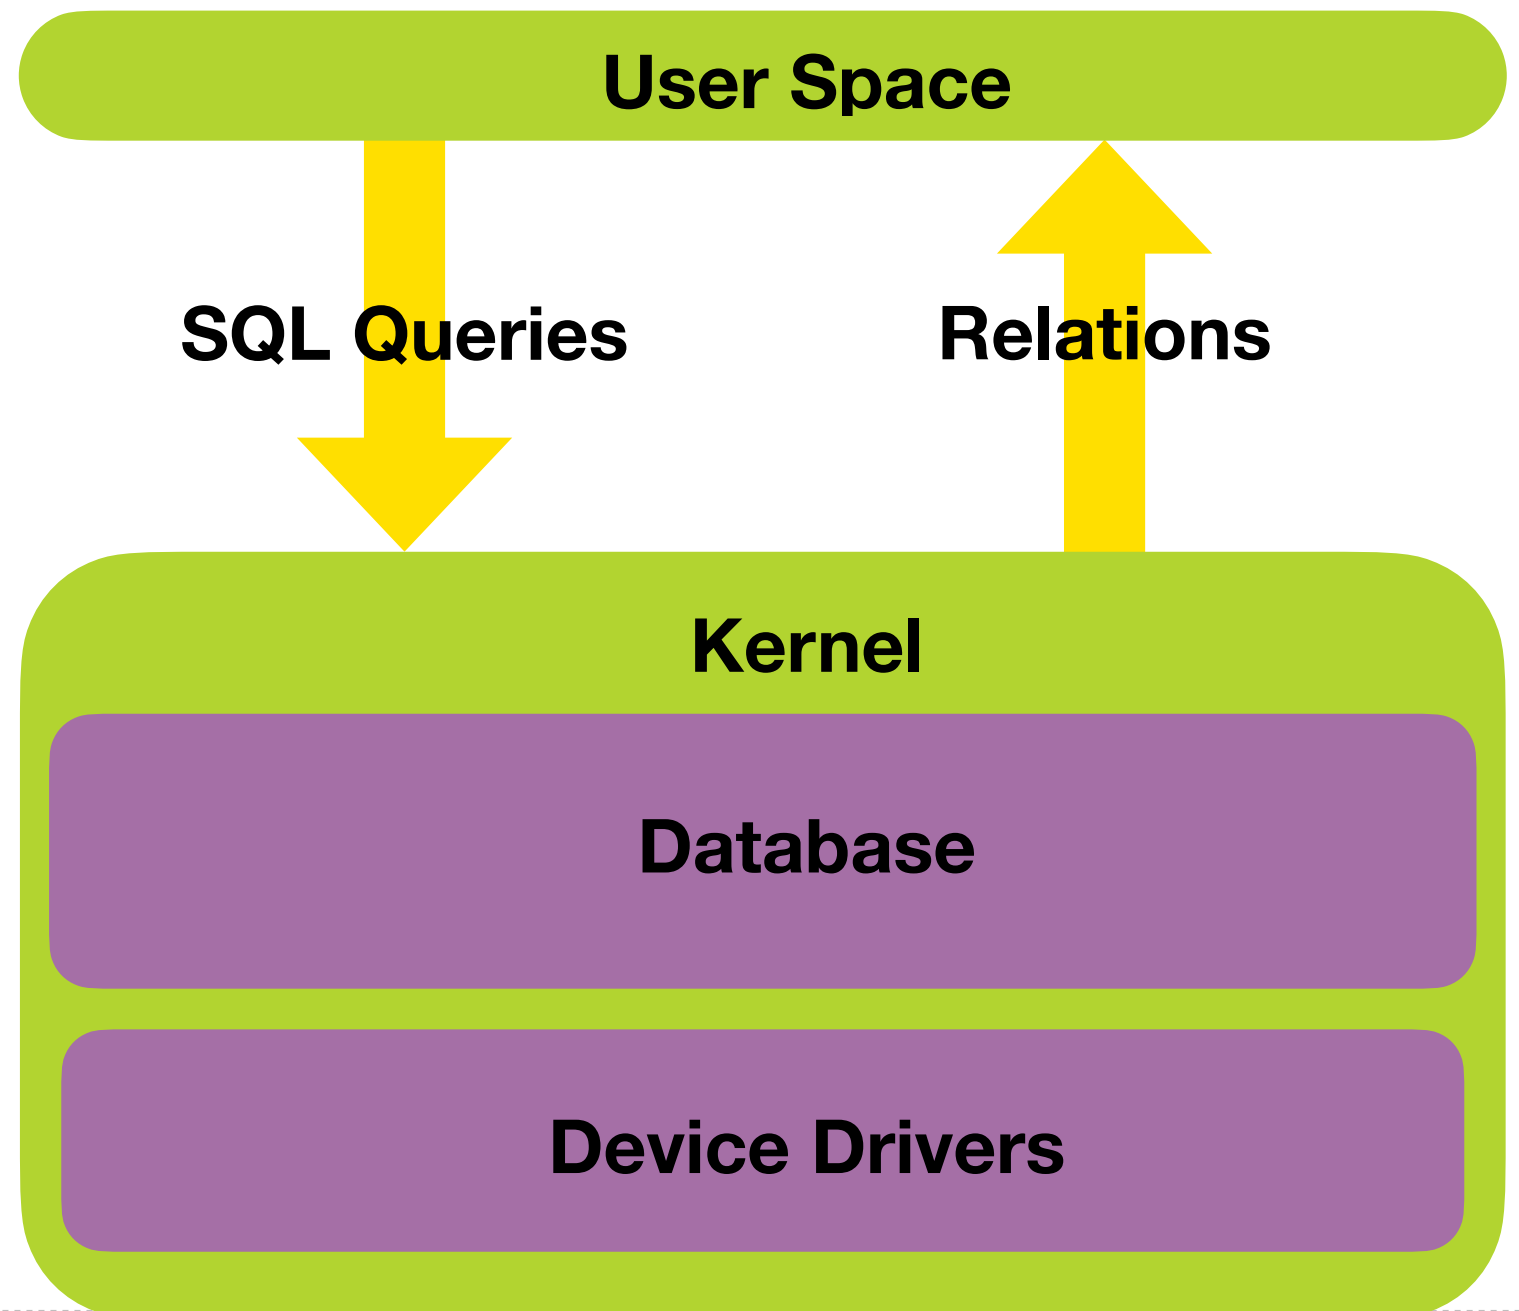 User Space
SQL Queries
Relations
Kernel
Database
Device Drivers